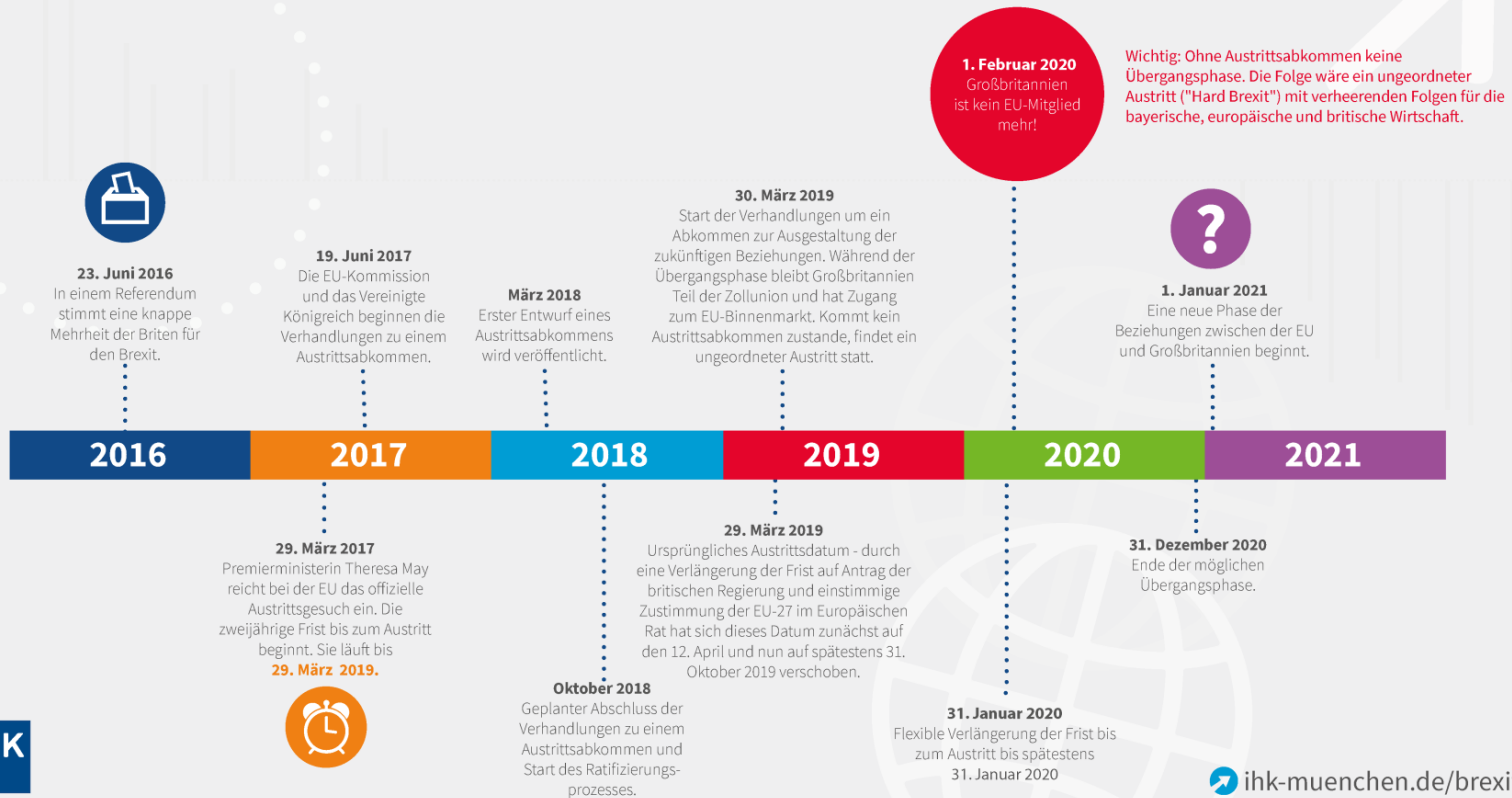 1. Februar 2020
Großbritannien
ist kein EU-Mitglied
mehr!
Wichtig: Ohne Austrittsabkommen keine
Übergangsphase. Die Folge wäre ein ungeordneter
Austritt ("Hard Brexit") mit verheerenden Folgen für die
bayerische, europäische und britische Wirtschaft.
23. Juni 2016
In einem Referendum
stimmt eine knappe
Mehrheit der Briten für
den Brexit.
19. Juni 2017
Die EU-Kommission
und das Vereinigte
Königreich beginnen die
Verhandlungen zu einem
Austrittsabkommen.
März 2018
Erster Entwurf eines
Austrittsabkommens
wird veröffentlicht.
30. März 2019
Start der Verhandlungen um ein
Abkommen zur Ausgestaltung der
zukünftigen Beziehungen. Während der
Übergangsphase bleibt Großbritannien
Teil der Zollunion und hat Zugang
zum EU-Binnenmarkt. Kommt kein
Austrittsabkommen zustande, findet ein
ungeordneter Austritt statt.
?
1. Januar 2021
Eine neue Phase der
Beziehungen zwischen der EU
und Großbritannien beginnt.
2016 2017 2018 2019 2020 2021
29. März 2017
Premierministerin Theresa May
reicht bei der EU das offizielle
Austrittsgesuch ein. Die
zweijährige Frist bis zum Austritt
beginnt. Sie läuft bis
29. März 2019.
Oktober 2018
Geplanter Abschluss der
Verhandlungen zu einem
Austrittsabkommen und
Start des Ratifizierungs-
prozesses.
29. März 2019
Ursprüngliches Austrittsdatum - durch
eine Verlängerung der Frist auf Antrag der
britischen Regierung und einstimmige
Zustimmung der EU-27 im Europäischen
Rat hat sich dieses Datum zunächst auf
den 12. April und nun auf spätestens 31.
Oktober 2019 verschoben.
31. Januar 2020
Flexible Verlängerung der Frist bis
zum Austritt bis spätestens
31. Januar 2020
31. Dezember 2020
Ende der möglichen
Übergangsphase.
K
ihk-muenchen.de/brexi